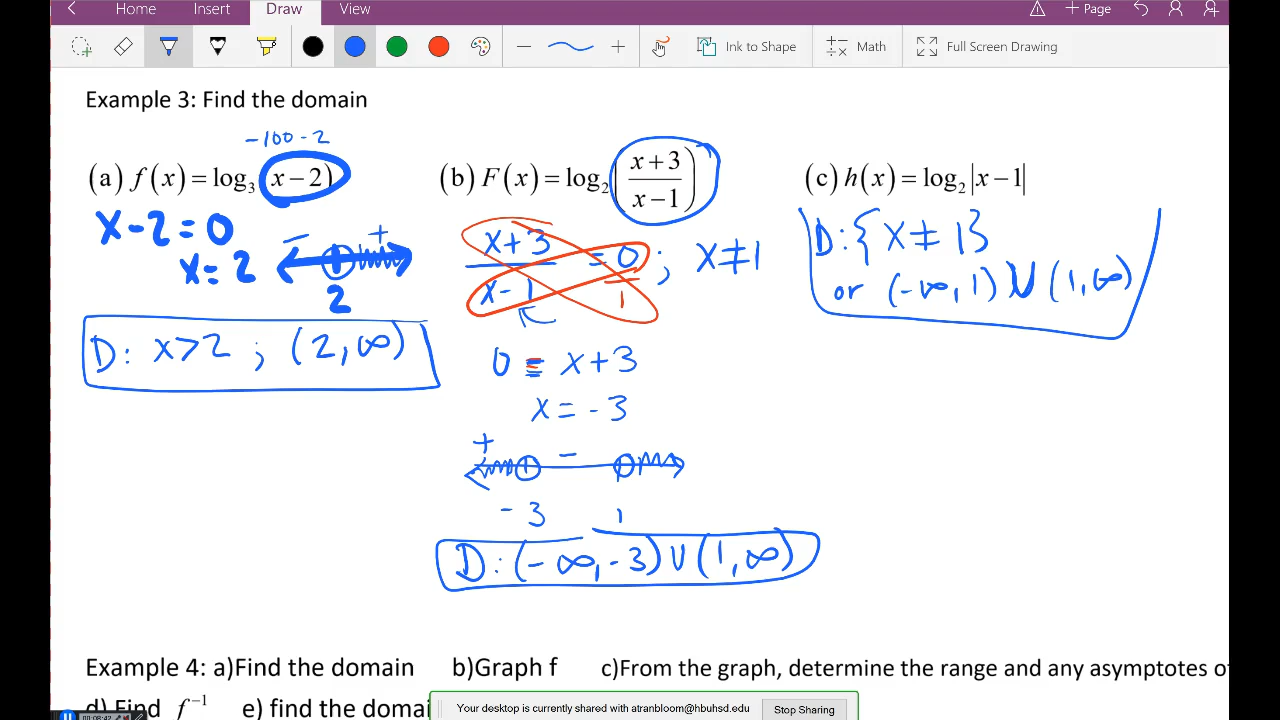 Home Insert Draw View
+ Page
Ink to Shape Math Full Screen Drawing
Example 3: Find the domain
-100-2
(a) f(x) = log₃(x−2)
x-2=0
x=2
- +
2
D: x>2 ; (2,∞)
(b) F(x) = log₂((x+3)/(x−1))
(x+3)/(x-1) = 0/1 ; x≠1
0 = x+3
x = -3
+ -
-3 1
D: (-∞,-3)∪(1,∞)
(c) h(x) = log₂|x−1|
D: {x≠1}
or (-∞,1)∪(1,∞)
Example 4: a)Find the domain b)Graph f c)From the graph, determine the range and any asymptotes o
d) Find f⁻¹ e) find the domai
Your desktop is currently shared with atranbloom@hbuhsd.edu Stop Sharing